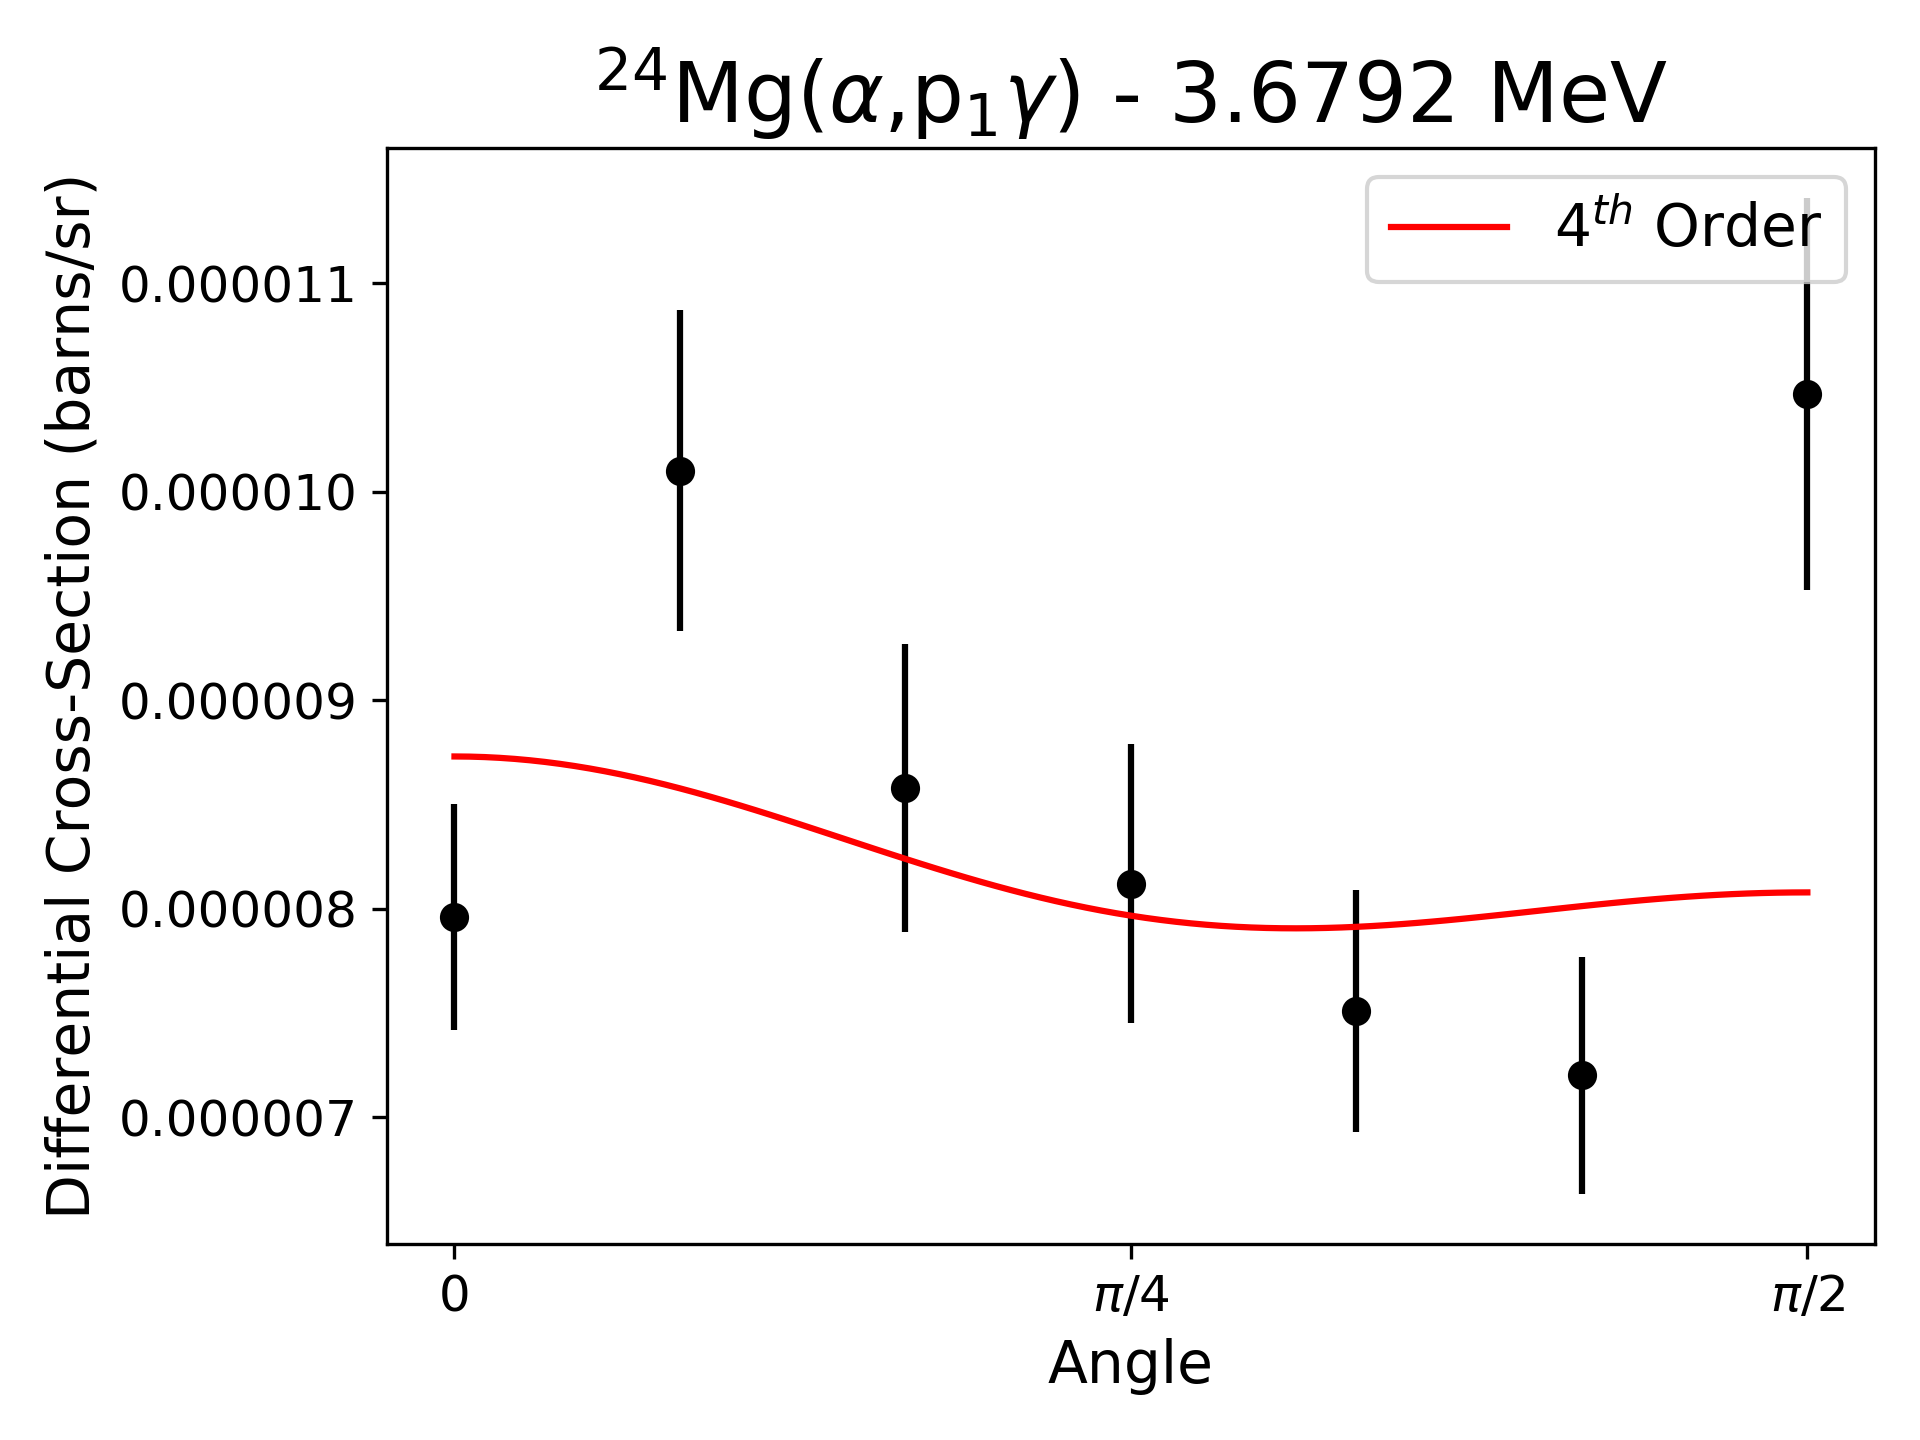 ²⁴Mg(α,p₁γ) - 3.6792 MeV
4ᵗʰ Order
Differential Cross-Section (barns/sr)
0.000011
0.000010
0.000009
0.000008
0.000007
0
π/4
π/2
Angle